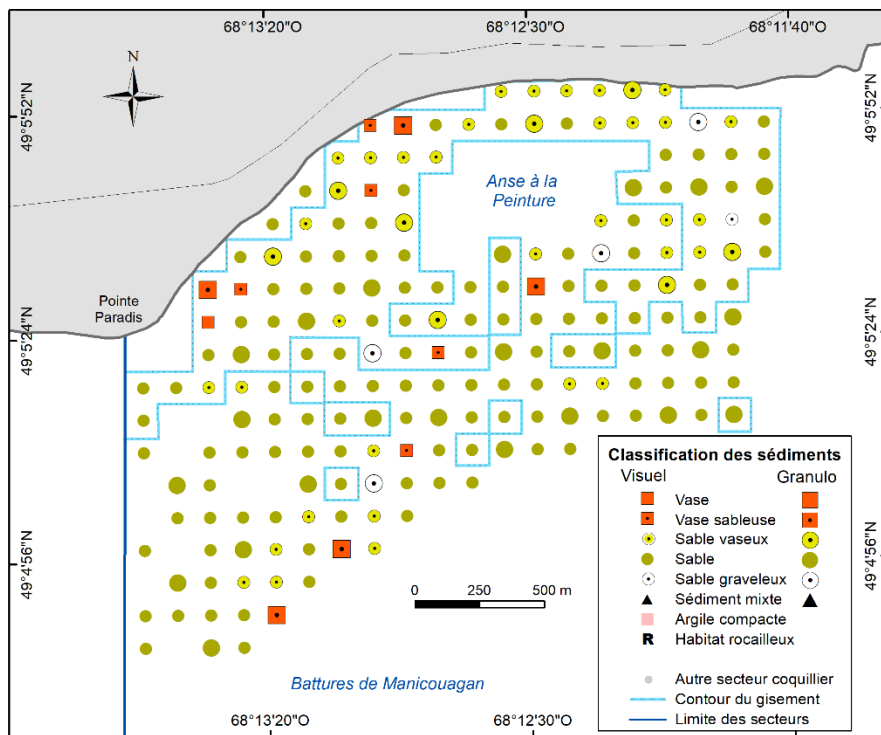 68°13'20"O 68°12'30"O 68°11'40"O
N
49°5'52"N 49°5'52"N
Anse à la
Peinture
Pointe
Paradis
49°5'24"N 49°5'24"N
Classification des sédiments
Visuel Granulo
Vase
Vase sableuse
Sable vaseux
Sable
Sable graveleux
Sédiment mixte
Argile compacte
R Habitat rocailleux
Autre secteur coquillier
Contour du gisement
Limite des secteurs
49°4'56"N 49°4'56"N
0 250 500 m
Battures de Manicouagan
68°13'20"O 68°12'30"O